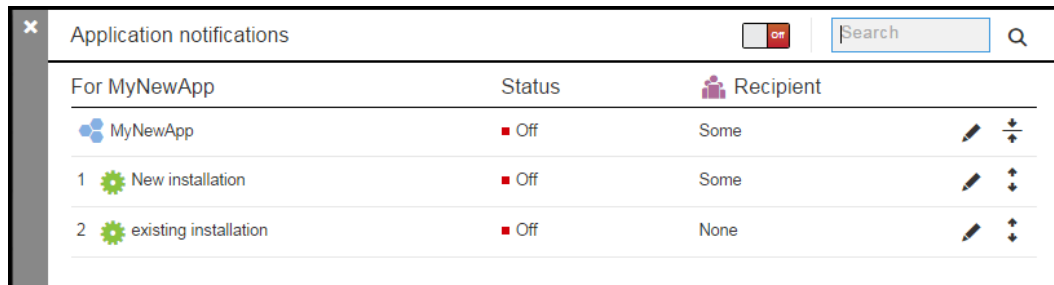 Application notifications Off Search
For MyNewApp Status Recipient
MyNewApp Off Some
1 New installation Off Some
2 existing installation Off None